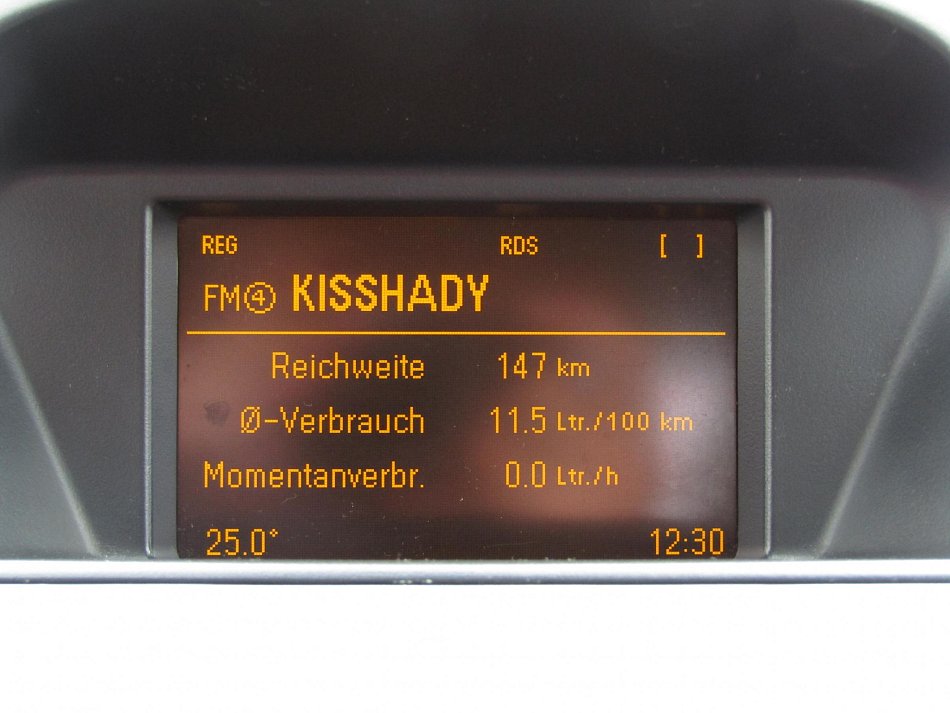 REG RDS [ ]
FM④ KISSHADY
Reichweite 147 km
Ø-Verbrauch 11.5 Ltr./100 km
Momentanverbr. 0.0 Ltr./h
25.0° 12:30